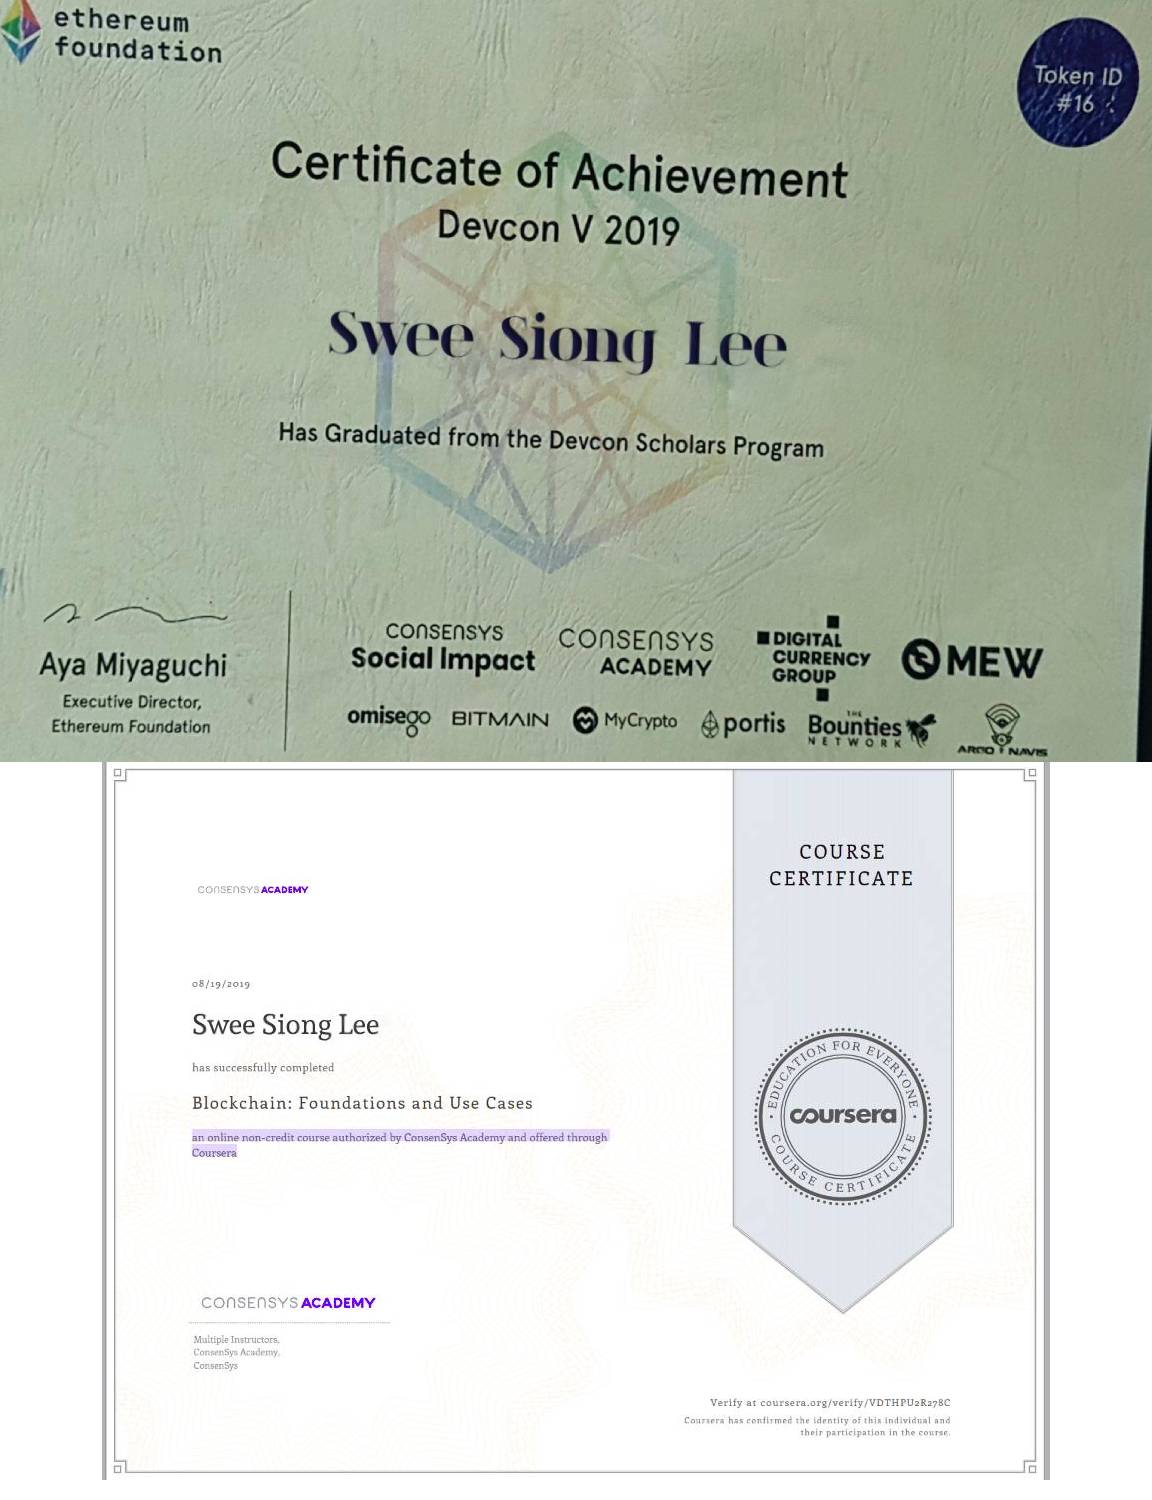 ethereum
foundation
Token ID
#16
Certificate of Achievement
Devcon V 2019
Swee Siong Lee
Has Graduated from the Devcon Scholars Program
Aya Miyaguchi
Executive Director,
Ethereum Foundation
CONSENSYS
Social Impact
CONSENSYS
ACADEMY
DIGITAL
CURRENCY
GROUP
MEW
omisego
BITMAIN
MyCrypto
portis
THE
Bounties
NETWORK
ARCO NAVIS
COURSE
CERTIFICATE
CONSENSYS ACADEMY
08/19/2019
Swee Siong Lee
has successfully completed
Blockchain: Foundations and Use Cases
an online non-credit course authorized by ConsenSys Academy and offered through
Coursera
EDUCATION FOR EVERYONE
coursera
COURSE CERTIFICATE
CONSENSYS ACADEMY
Multiple Instructors,
ConsenSys Academy,
ConsenSys
Verify at coursera.org/verify/VDTHPU2R278C
Coursera has confirmed the identity of this individual and
their participation in the course.